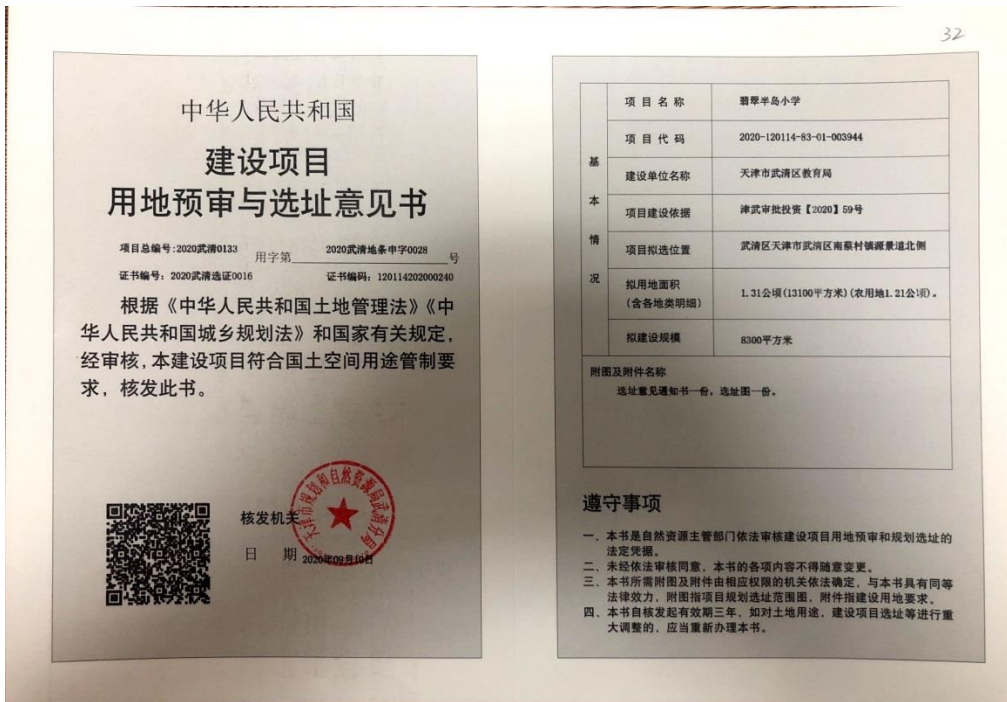 32
中华人民共和国
建设项目
用地预审与选址意见书
项目总编号:2020武清0133 用字第 2020武清地条申字0028 号
证书编号：2020武清选证0016 证书编码：120114202000240
根据《中华人民共和国土地管理法》《中
华人民共和国城乡规划法》和国家有关规定，
经审核，本建设项目符合国土空间用途管制要
求，核发此书。
核发机关
天津市规划和自然资源局武清分局
日 期 2020年09月10日
基本情况
项目名称 翡翠半岛小学
项目代码 2020-120114-83-01-003944
建设单位名称 天津市武清区教育局
项目建设依据 津武审批投资【2020】59号
项目拟选位置 武清区天津市武清区南蔡村镇源景道北侧
拟用地面积
(含各地类明细) 1.31公顷(13100平方米)(农用地1.21公顷)。
拟建设规模 8300平方米
附图及附件名称
选址意见通知书一份，选址图一份。
遵守事项
一、本书是自然资源主管部门依法审核建设项目用地预审和规划选址的
法定凭据。
二、未经依法审核同意，本书的各项内容不得随意变更。
三、本书所需附图及附件由相应权限的机关依法确定，与本书具有同等
法律效力，附图指项目规划选址范围图，附件指建设用地要求。
四、本书自核发起有效期三年，如对土地用途、建设项目选址等进行重
大调整的，应当重新办理本书。